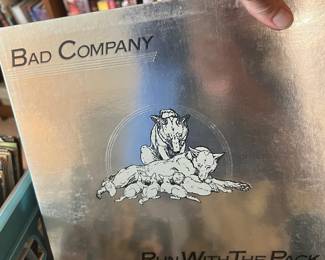 BAD COMPANY
RUN WITH THE PACK